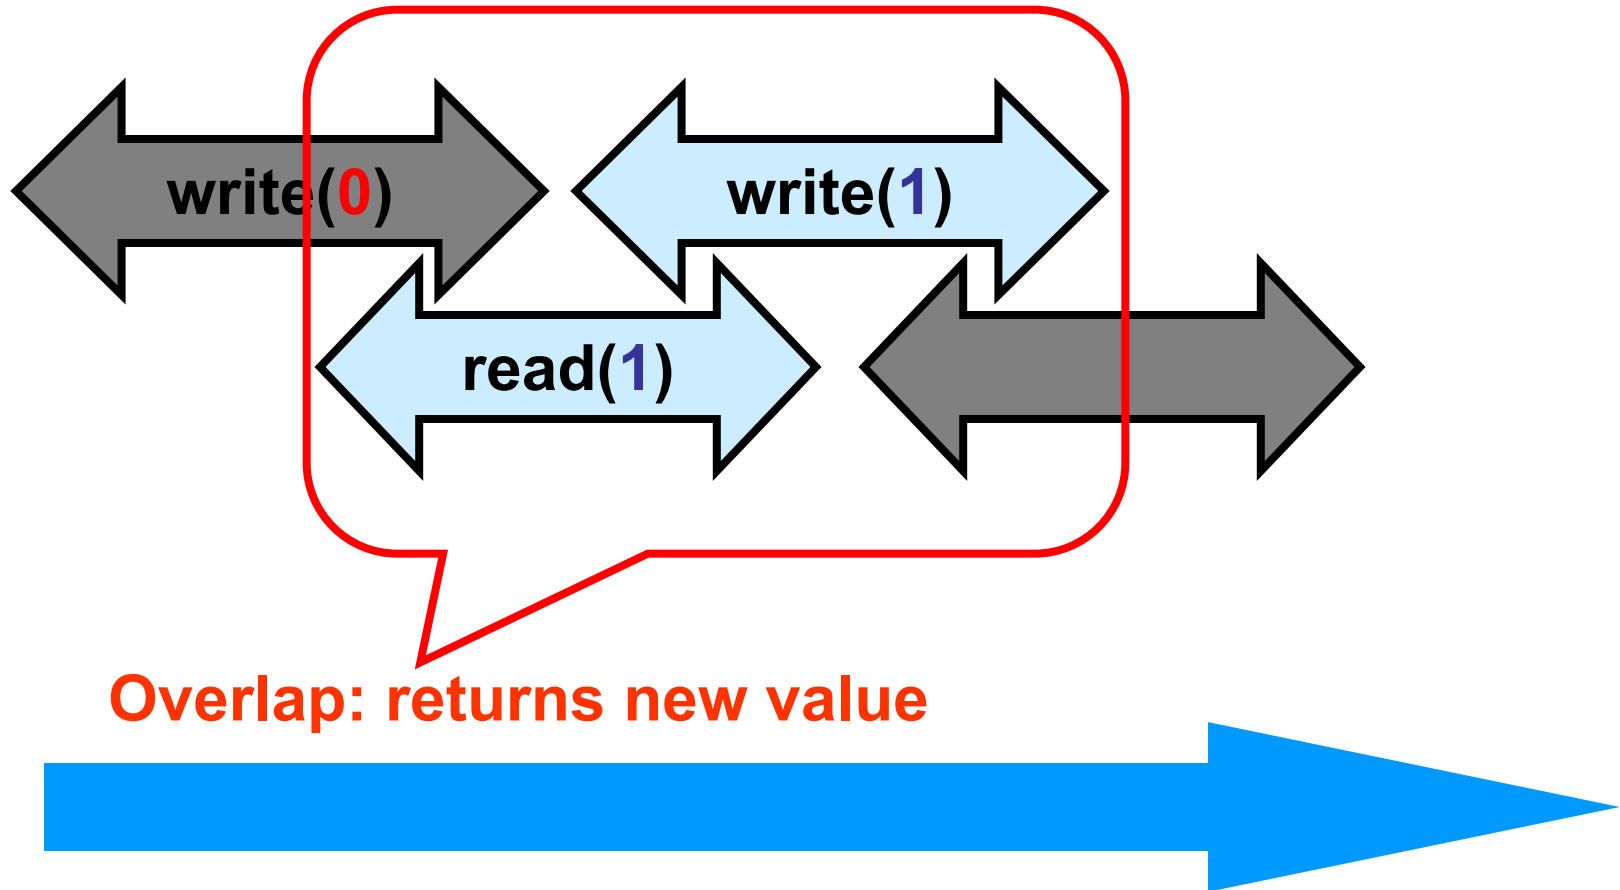 write(0)
write(1)
read(1)
Overlap: returns new value